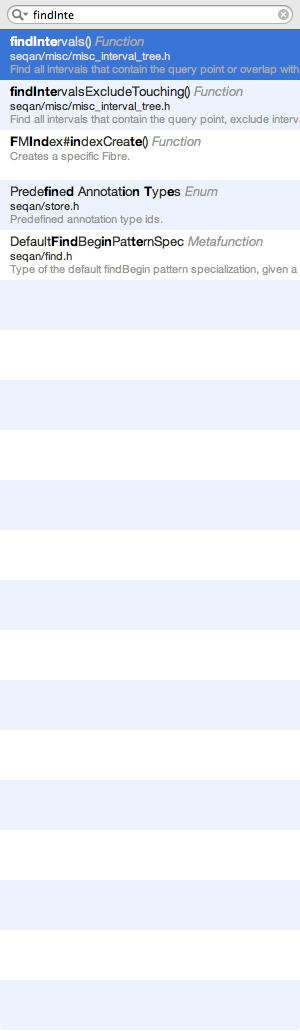 findInte
findIntervals() Function
seqan/misc/misc_interval_tree.h
Find all intervals that contain the query point or overlap with
findIntervalsExcludeTouching() Function
seqan/misc/misc_interval_tree.h
Find all intervals that contain the query point, exclude interv
FMIndex#indexCreate() Function
Creates a specific Fibre.
Predefined Annotation Types Enum
seqan/store.h
Predefined annotation type ids.
DefaultFindBeginPatternSpec Metafunction
seqan/find.h
Type of the default findBegin pattern specialization, given a